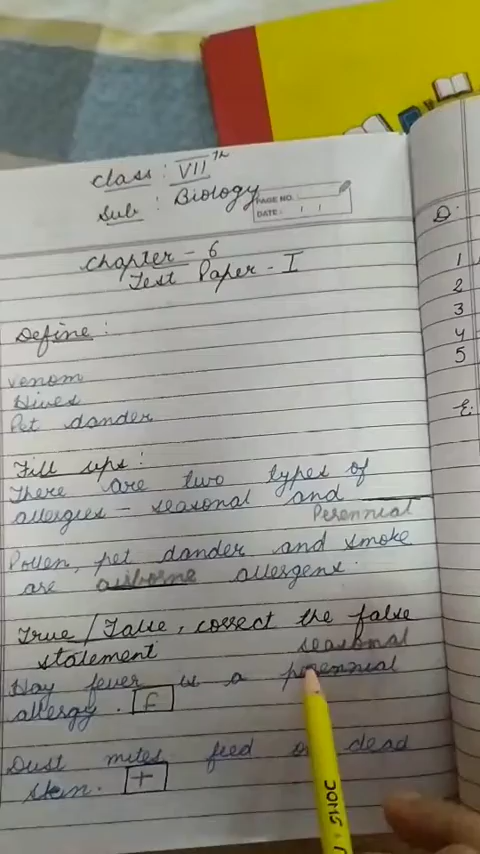 Class : VIIth
Sub : Biology
PAGE NO.
DATE :
Chapter - 6
Test Paper - I
Define :
venom
Hives
Pet dander
Fill ups :
There are two types of
allergies - seasonal and
Perennial
Pollen, pet dander and smoke
are airborne allergens.
True / False, correct the false
statement
seasonal
Hay fever is a perennial
allergy. F
Dust mites feed on dead
skin. T
D.
1
2
3
4
5
E.